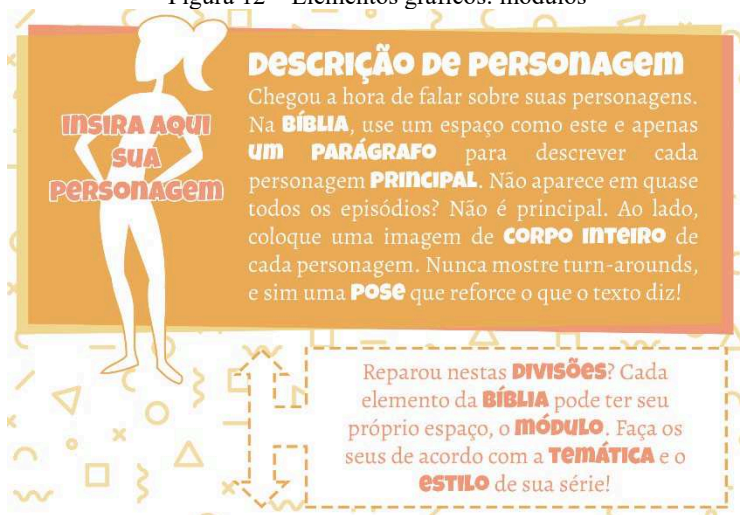 Figura 12 – Elementos gráficos: módulos
INSIRA AQUI
SUA
PERSONAGEM
DESCRIÇÃO DE PERSONAGEM
Chegou a hora de falar sobre suas personagens.
Na BÍBLIA, use um espaço como este e apenas
UM PARÁGRAFO para descrever cada
personagem PRINCIPAL. Não aparece em quase
todos os episódios? Não é principal. Ao lado,
coloque uma imagem de CORPO INTEIRO de
cada personagem. Nunca mostre turn-arounds,
e sim uma POSE que reforce o que o texto diz!
Reparou nestas DIVISÕES? Cada
elemento da BÍBLIA pode ter seu
próprio espaço, o MÓDULO. Faça os
seus de acordo com a TEMÁTICA e o
ESTILO de sua série!